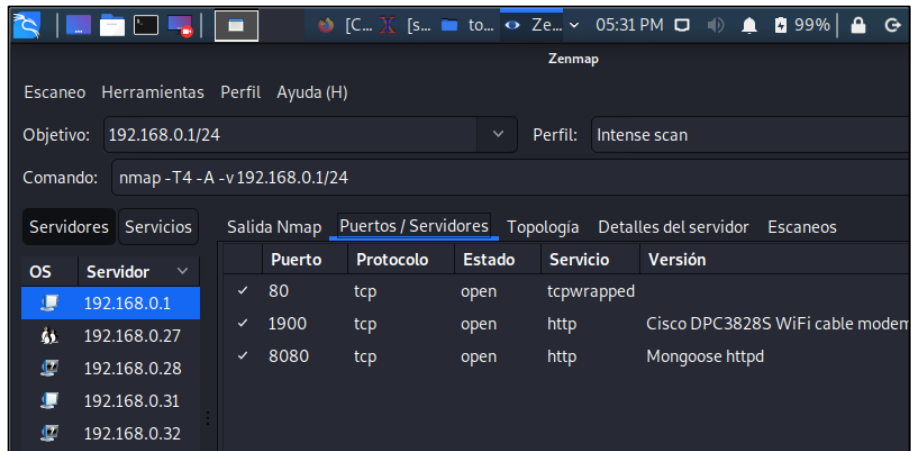 [C... [s... to... Ze... 05:31 PM 99%
Zenmap
Escaneo Herramientas Perfil Ayuda (H)
Objetivo: 192.168.0.1/24 Perfil: Intense scan
Comando: nmap -T4 -A -v 192.168.0.1/24
Servidores Servicios Salida Nmap Puertos / Servidores Topología Detalles del servidor Escaneos
OS Servidor Puerto Protocolo Estado Servicio Versión
192.168.0.1 80 tcp open tcpwrapped
192.168.0.27 1900 tcp open http Cisco DPC3828S WiFi cable modem
192.168.0.28 8080 tcp open http Mongoose httpd
192.168.0.31
192.168.0.32